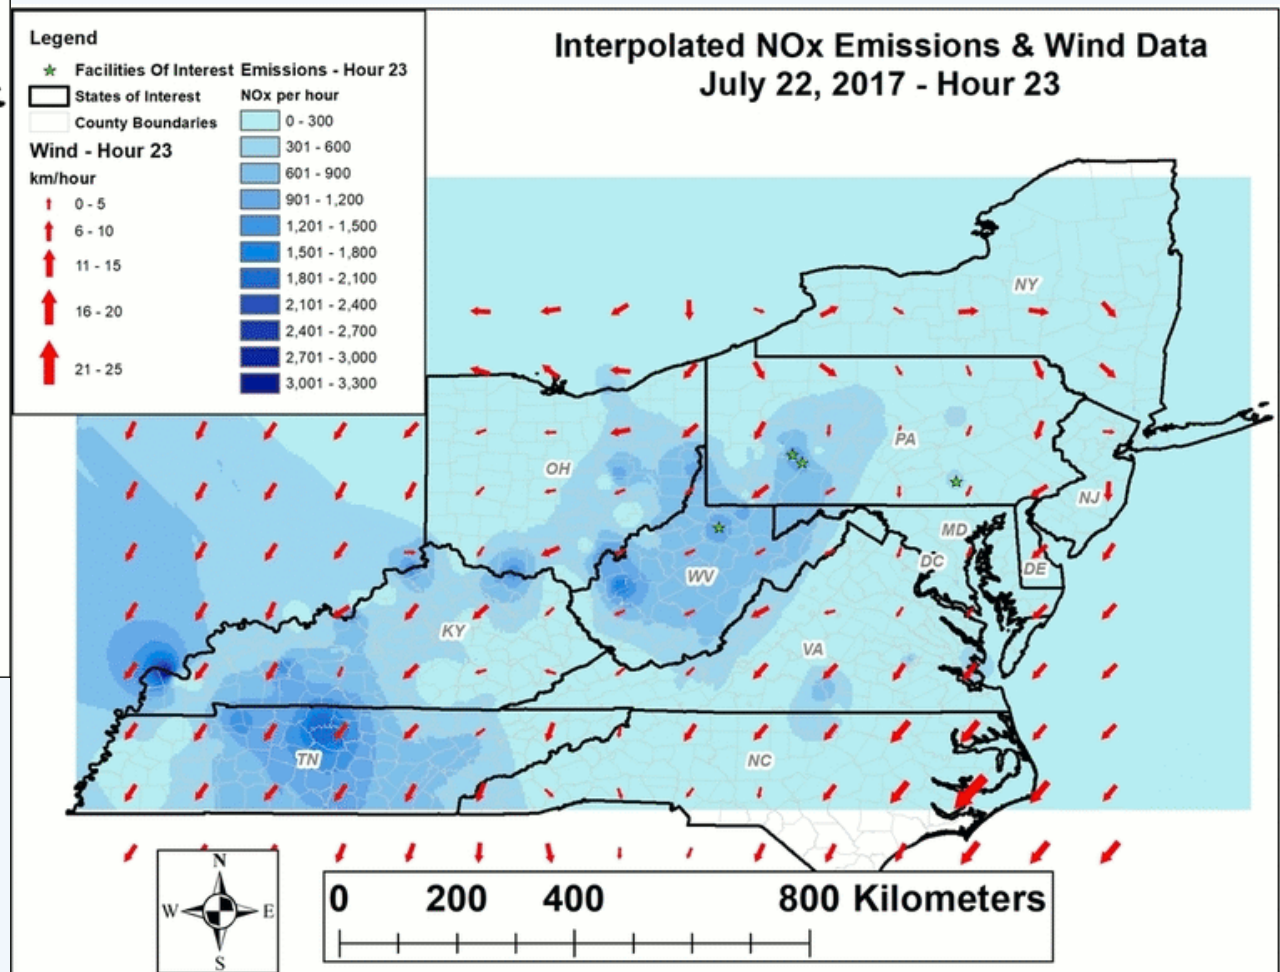 Interpolated NOx Emissions & Wind Data
July 22, 2017 - Hour 23
Legend
Facilities Of Interest
States of Interest
County Boundaries
Wind - Hour 23
km/hour
0 - 5
6 - 10
11 - 15
16 - 20
21 - 25
Emissions - Hour 23
NOx per hour
0 - 300
301 - 600
601 - 900
901 - 1,200
1,201 - 1,500
1,501 - 1,800
1,801 - 2,100
2,101 - 2,400
2,401 - 2,700
2,701 - 3,000
3,001 - 3,300
NY
PA
OH
NJ
MD
DC
DE
WV
KY
VA
TN
NC
N
W E
S
0 200 400 800 Kilometers